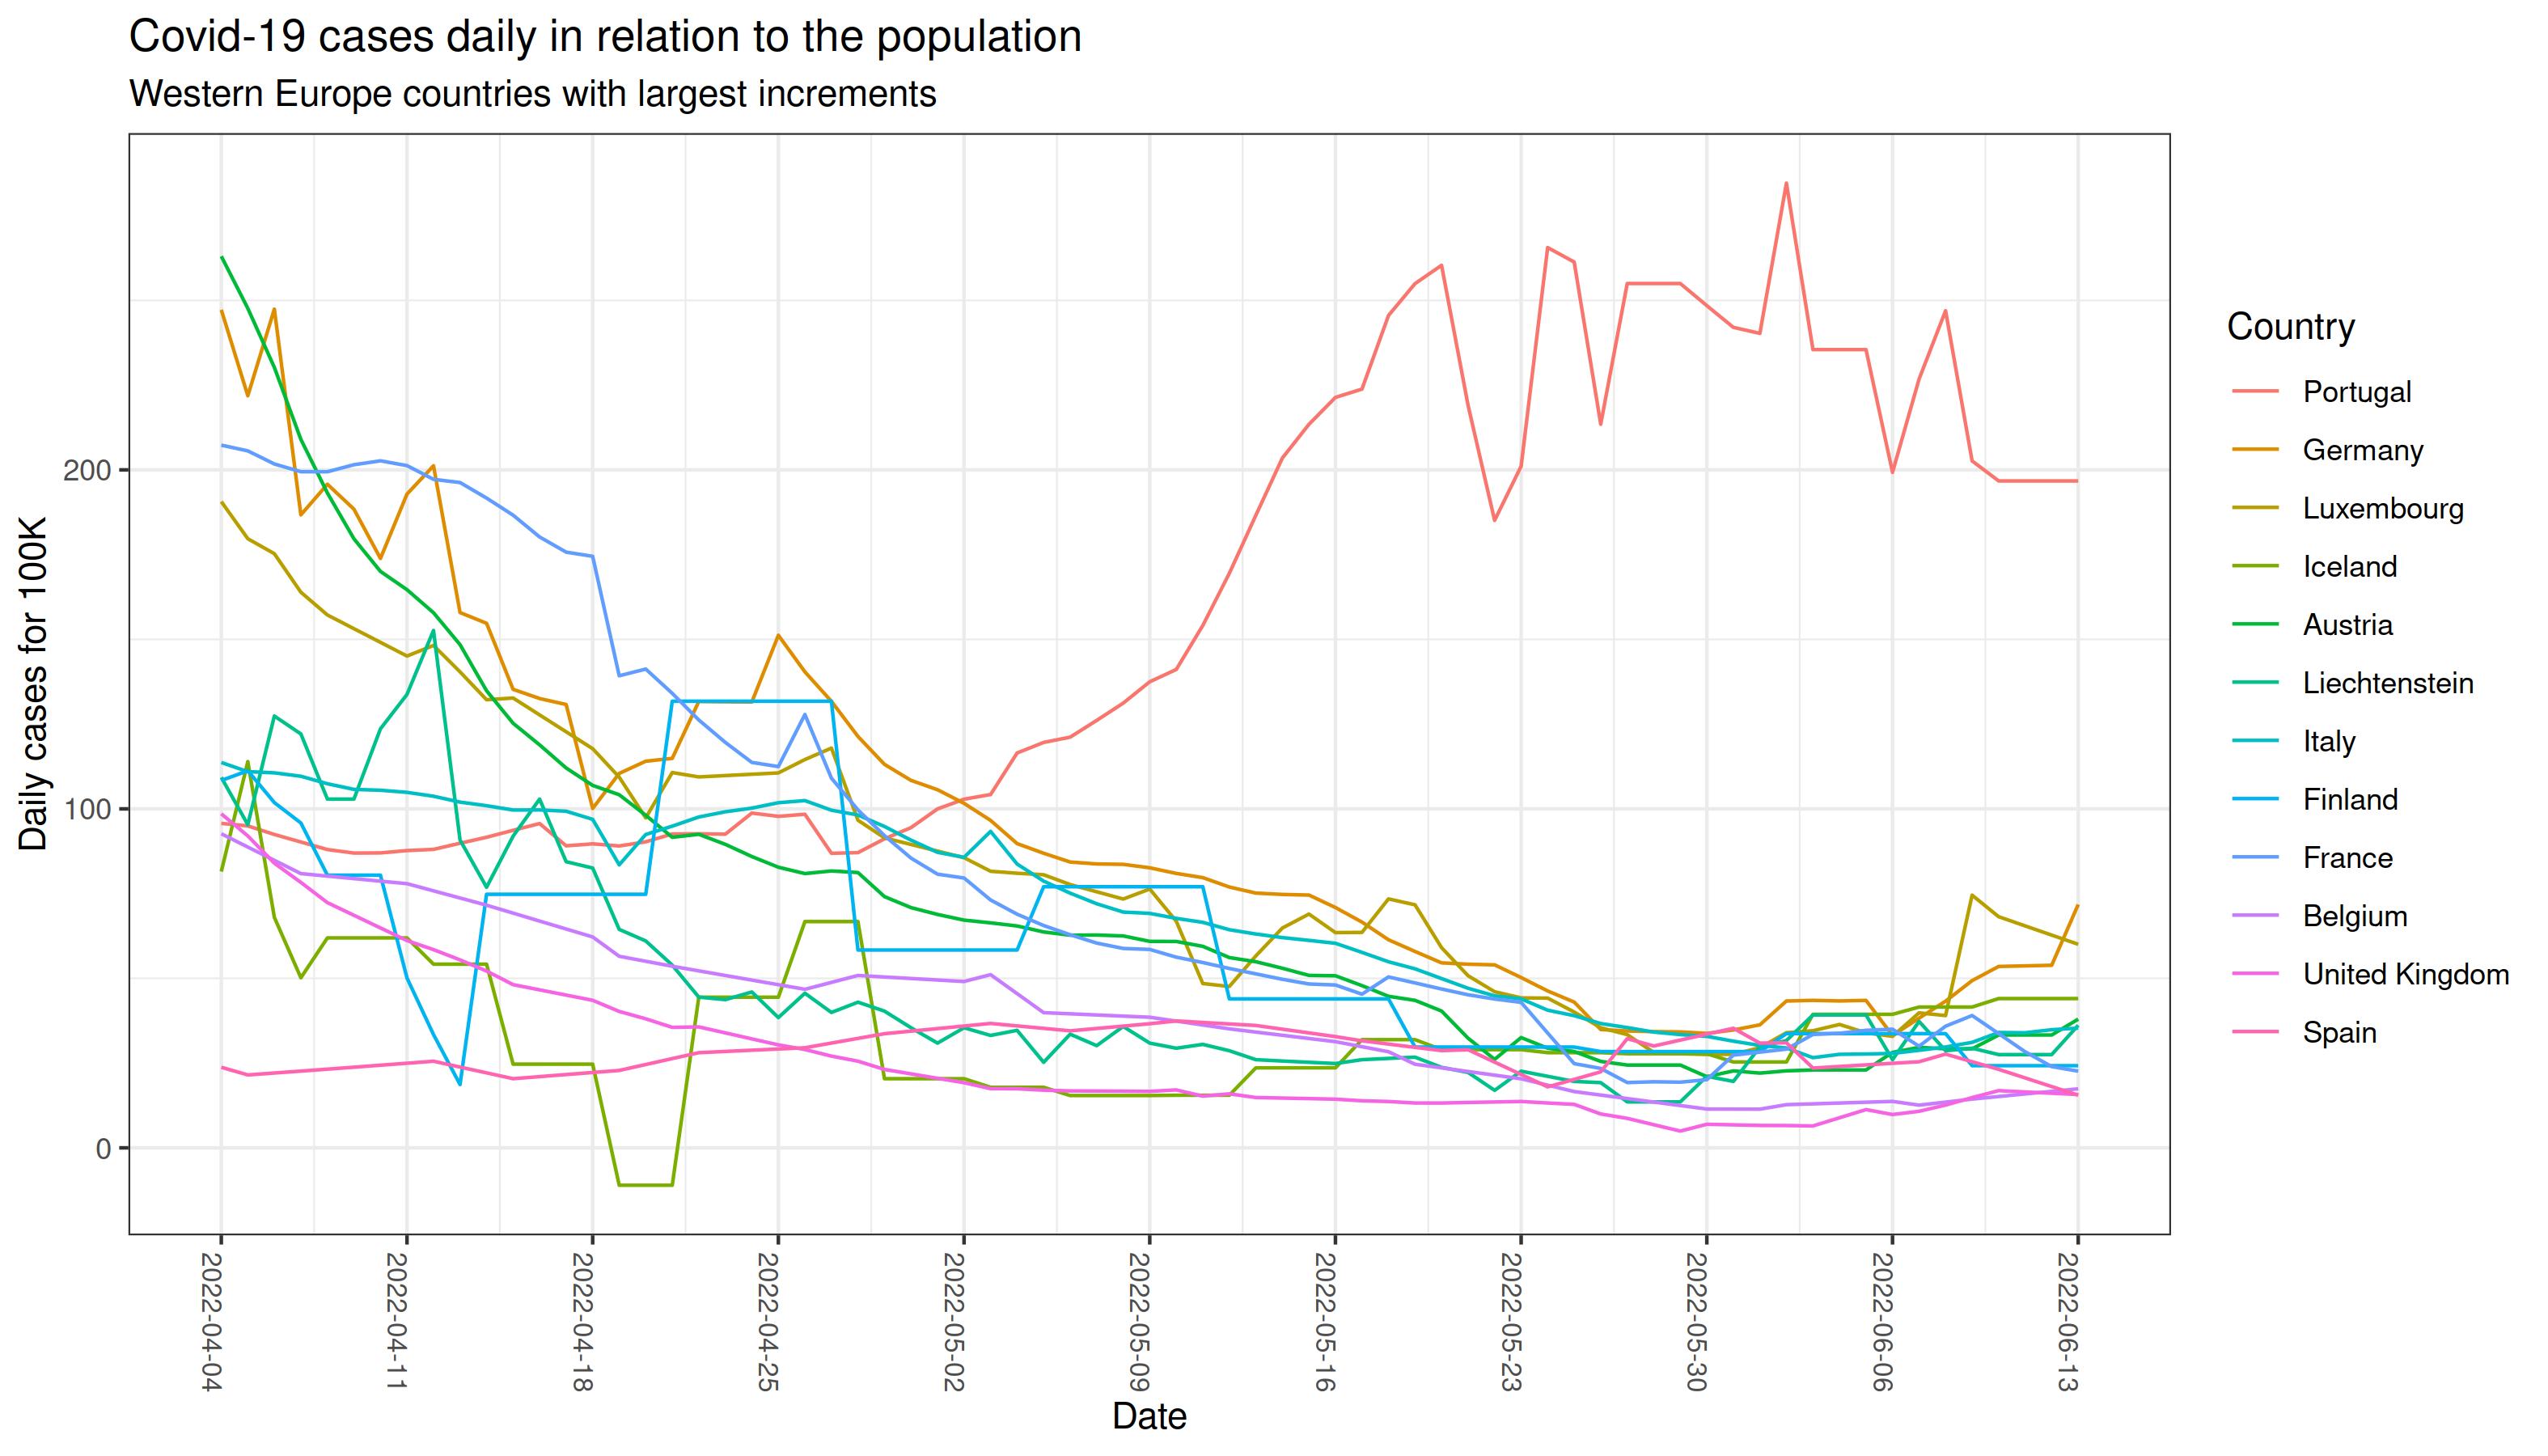 Covid-19 cases daily in relation to the population
Western Europe countries with largest increments
Daily cases for 100K
200
100
0
2022-04-04
2022-04-11
2022-04-18
2022-04-25
2022-05-02
2022-05-09
2022-05-16
2022-05-23
2022-05-30
2022-06-06
2022-06-13
Date
Country
Portugal
Germany
Luxembourg
Iceland
Austria
Liechtenstein
Italy
Finland
France
Belgium
United Kingdom
Spain